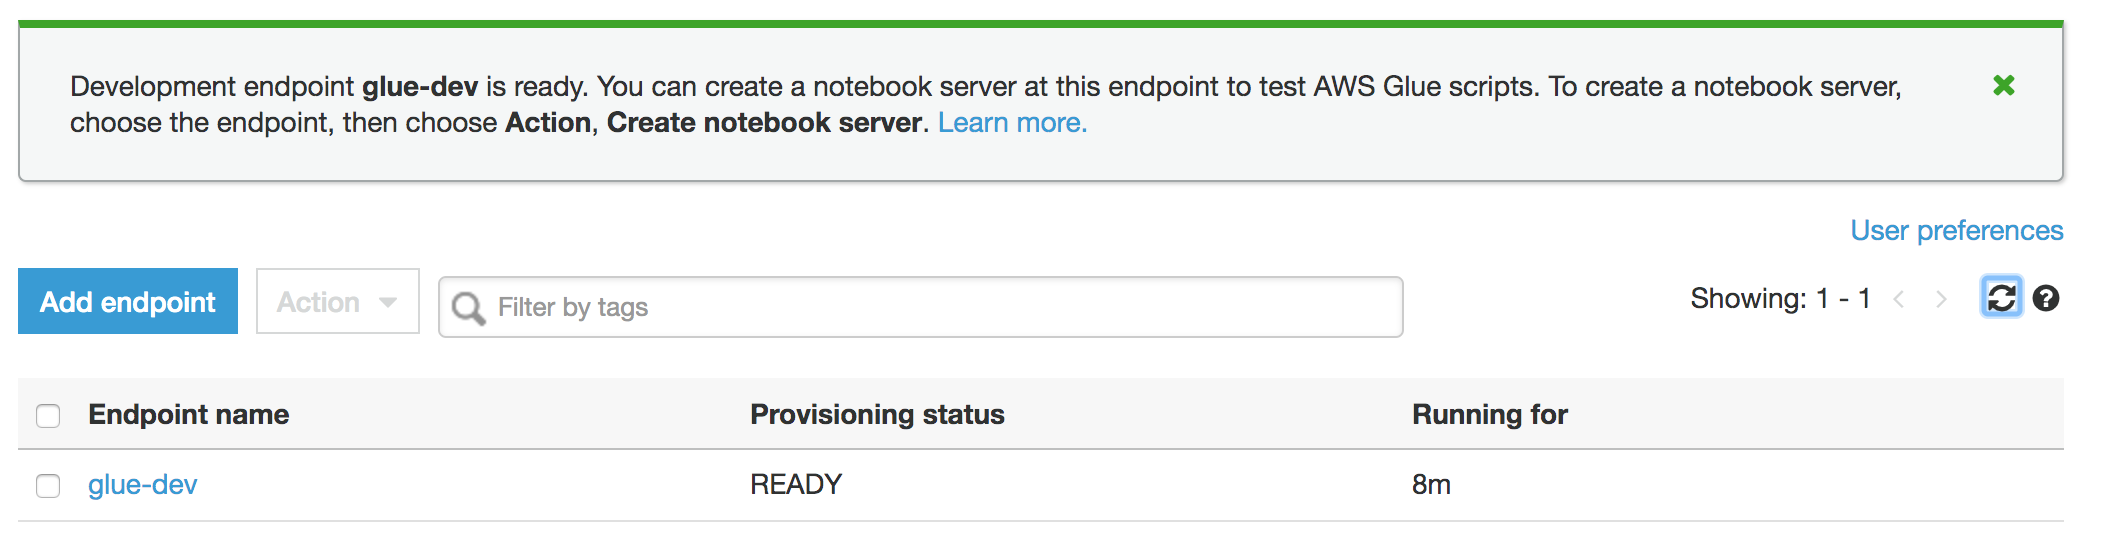 Development endpoint glue-dev is ready. You can create a notebook server at this endpoint to test AWS Glue scripts. To create a notebook server,
choose the endpoint, then choose Action, Create notebook server. Learn more.
User preferences
Add endpoint Action Filter by tags Showing: 1 - 1
Endpoint name Provisioning status Running for
glue-dev READY 8m